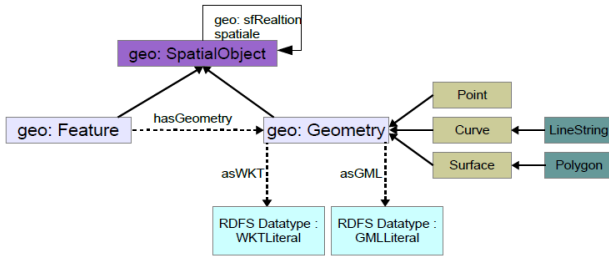 geo: sfRealtion
spatiale
geo: SpatialObject
Point
geo: Feature
hasGeometry
geo: Geometry
Curve
LineString
Surface
Polygon
asWKT
asGML
RDFS Datatype :
WKTLiteral
RDFS Datatype :
GMLLiteral